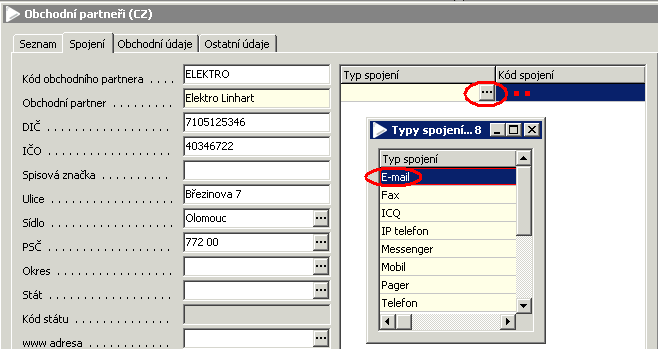 Obchodní partneři (CZ)
Seznam Spojení Obchodní údaje Ostatní údaje
Kód obchodního partnera . . . . ELEKTRO
Obchodní partner . . . . . . . . . . Elektro Linhart
DIČ . . . . . . . . . . . . . . . . . . . 7105125346
IČO . . . . . . . . . . . . . . . . . . . 40346722
Spisová značka . . . . . . . . . . .
Ulice . . . . . . . . . . . . . . . . . . Březinova 7
Sídlo . . . . . . . . . . . . . . . . . . Olomouc ...
PSČ . . . . . . . . . . . . . . . . . . . 772 00 ...
Okres . . . . . . . . . . . . . . . . . ...
Stát . . . . . . . . . . . . . . . . . . ...
Kód státu . . . . . . . . . . . . . . .
www adresa . . . . . . . . . . . . . ...
Typ spojení Kód spojení
...
Typy spojení... 8
Typ spojení
E-mail
Fax
ICQ
IP telefon
Messenger
Mobil
Pager
Telefon